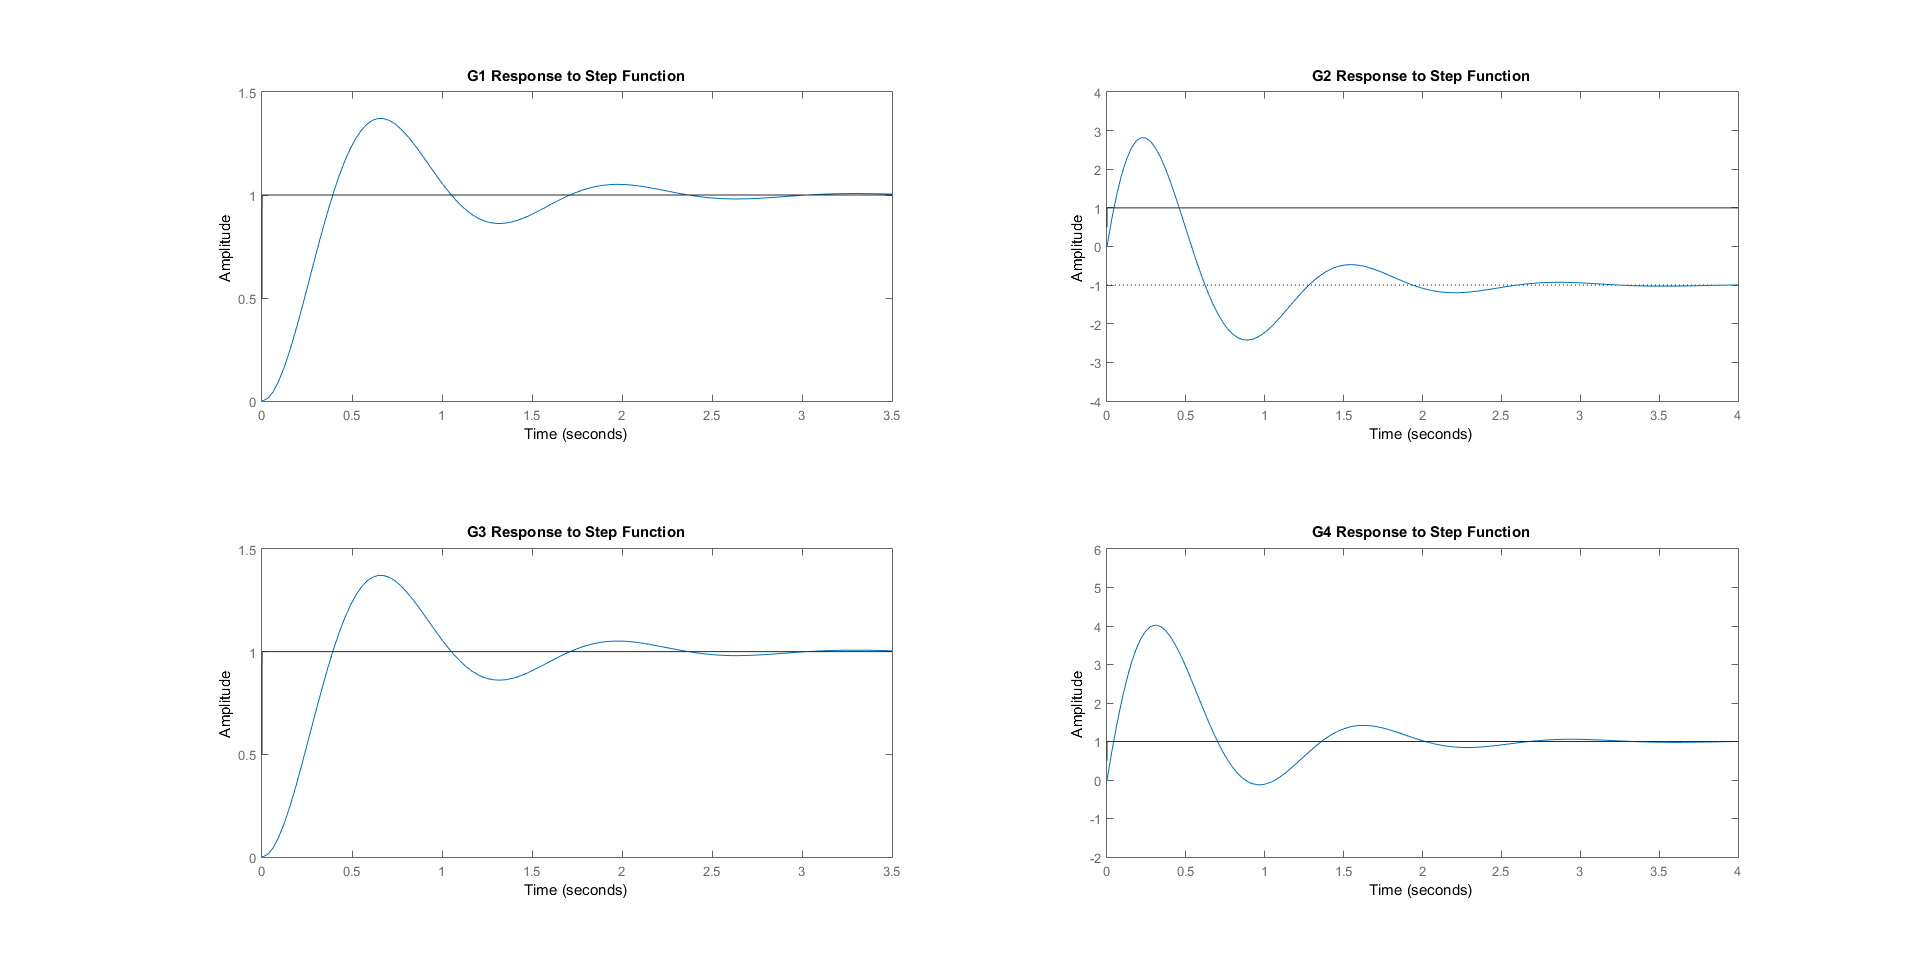 G1 Response to Step Function
1.5
1
0.5
0
Amplitude
0 0.5 1 1.5 2 2.5 3 3.5
Time (seconds)
G2 Response to Step Function
4
3
2
1
0
-1
-2
-3
-4
Amplitude
0 0.5 1 1.5 2 2.5 3 3.5 4
Time (seconds)
G3 Response to Step Function
1.5
1
0.5
0
Amplitude
0 0.5 1 1.5 2 2.5 3 3.5
Time (seconds)
G4 Response to Step Function
6
5
4
3
2
1
0
-1
-2
Amplitude
0 0.5 1 1.5 2 2.5 3 3.5 4
Time (seconds)